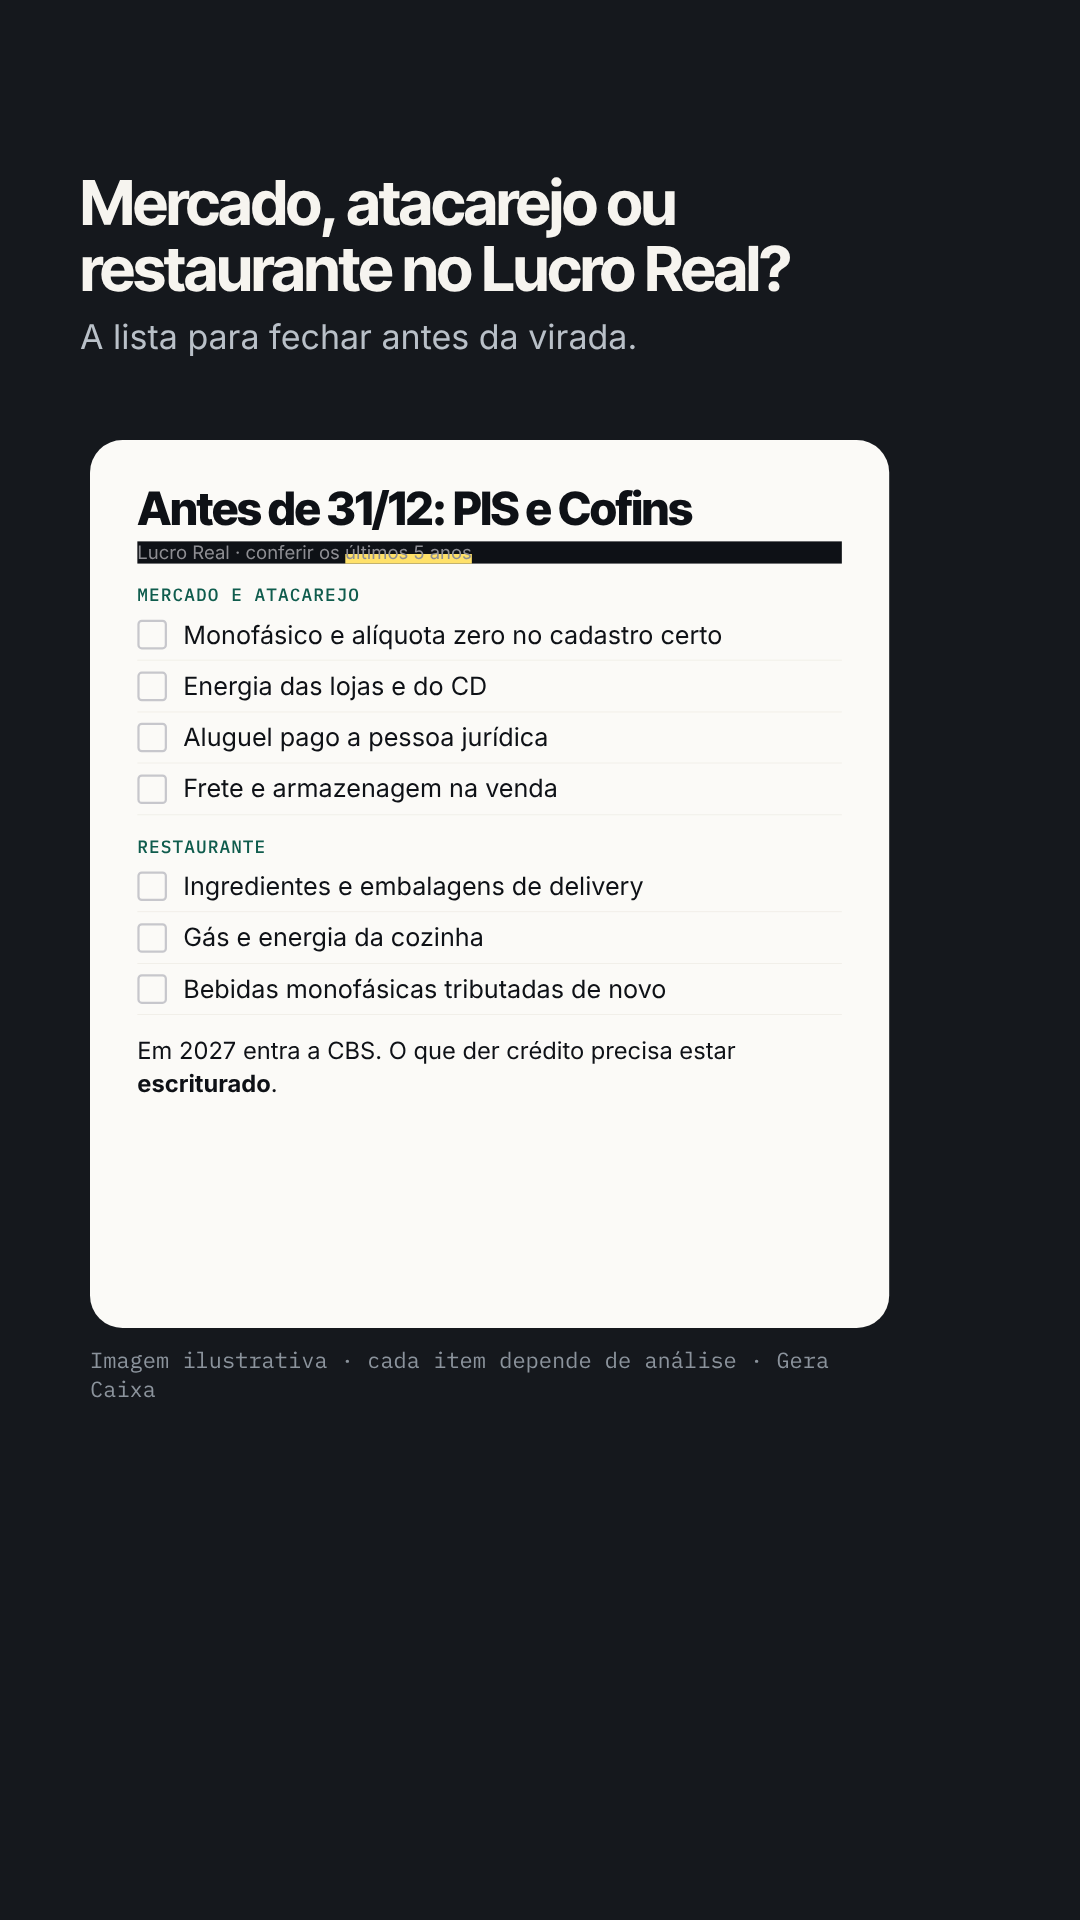 Mercado, atacarejo ou
restaurante no Lucro Real?
A lista para fechar antes da virada.
Antes de 31/12: PIS e Cofins
Lucro Real · conferir os últimos 5 anos
MERCADO E ATACAREJO
Monofásico e alíquota zero no cadastro certo
Energia das lojas e do CD
Aluguel pago a pessoa jurídica
Frete e armazenagem na venda
RESTAURANTE
Ingredientes e embalagens de delivery
Gás e energia da cozinha
Bebidas monofásicas tributadas de novo
Em 2027 entra a CBS. O que der crédito precisa estar
escriturado.
Imagem ilustrativa · cada item depende de análise · Gera
Caixa